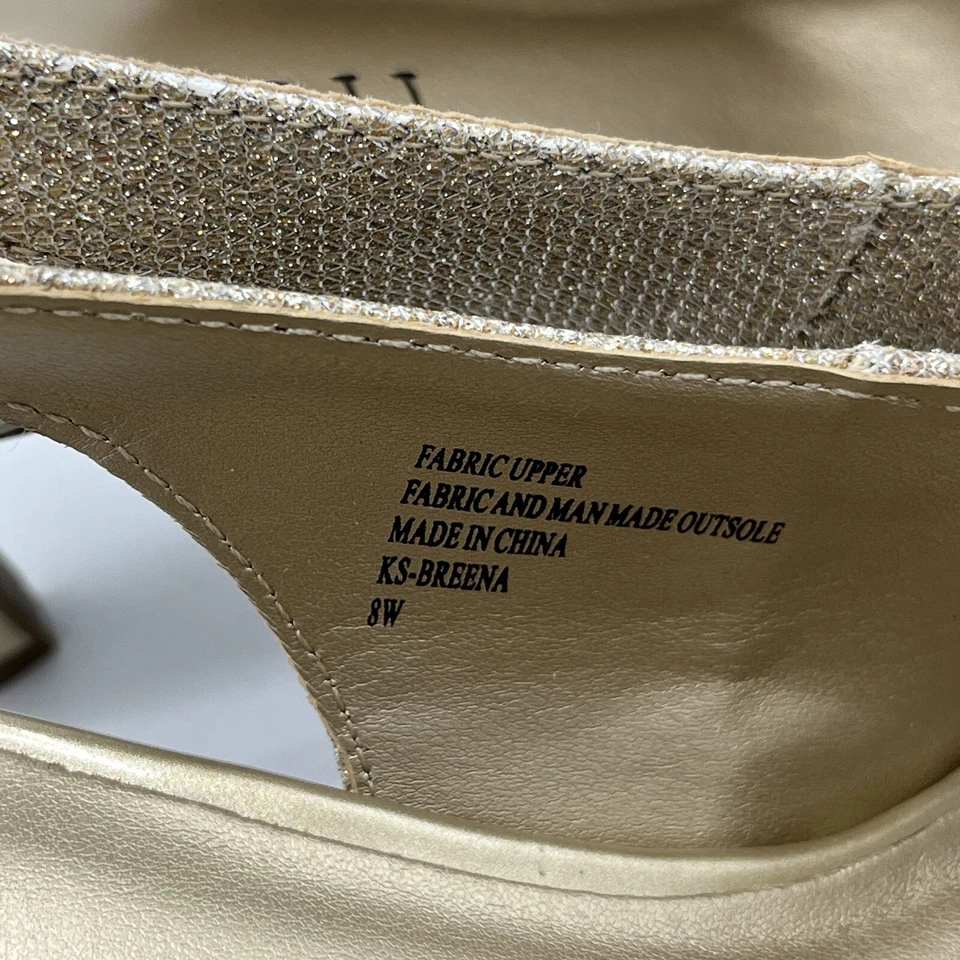 FABRIC UPPER
FABRIC AND MAN MADE OUTSOLE
MADE IN CHINA
KS-BREENA
8W